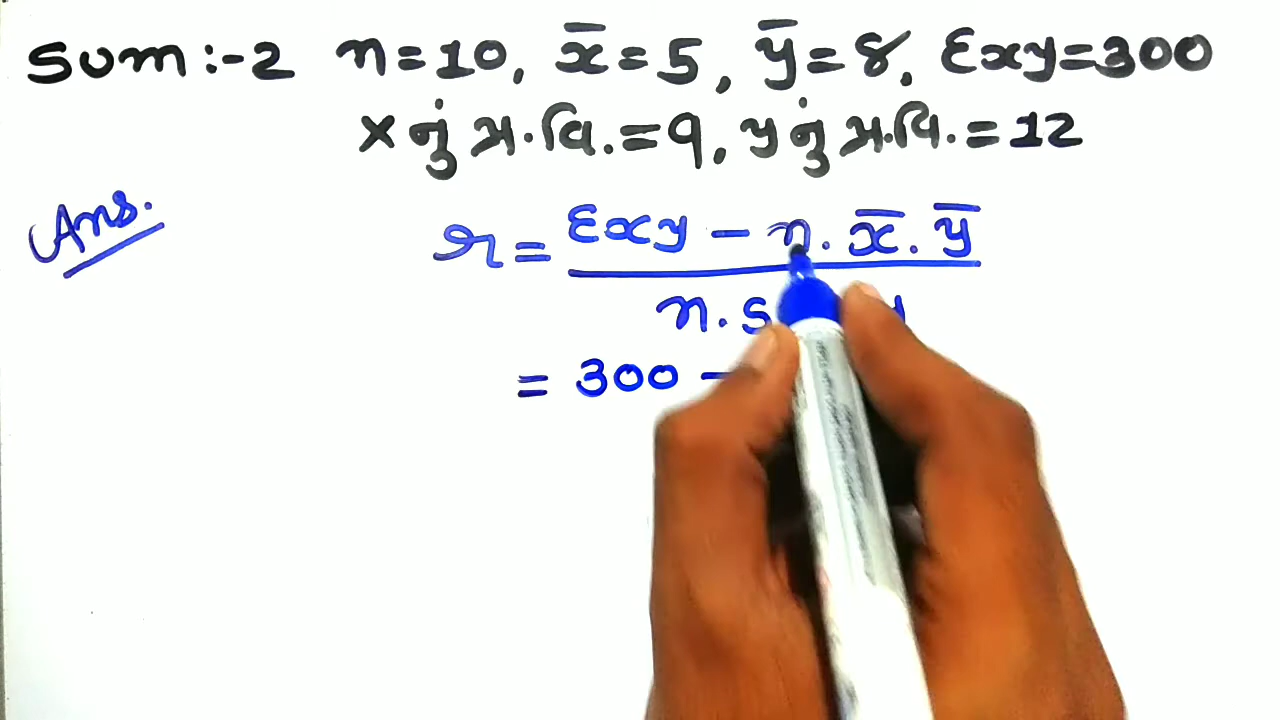 Sum :- 2 n = 10, x̄ = 5, ȳ = 8, Σxy = 300
x નું પ્ર.વિ. = 9, y નું પ્ર.વિ. = 12
Ans.
r = Σxy - n. x̄. ȳ
n. S
= 300 -